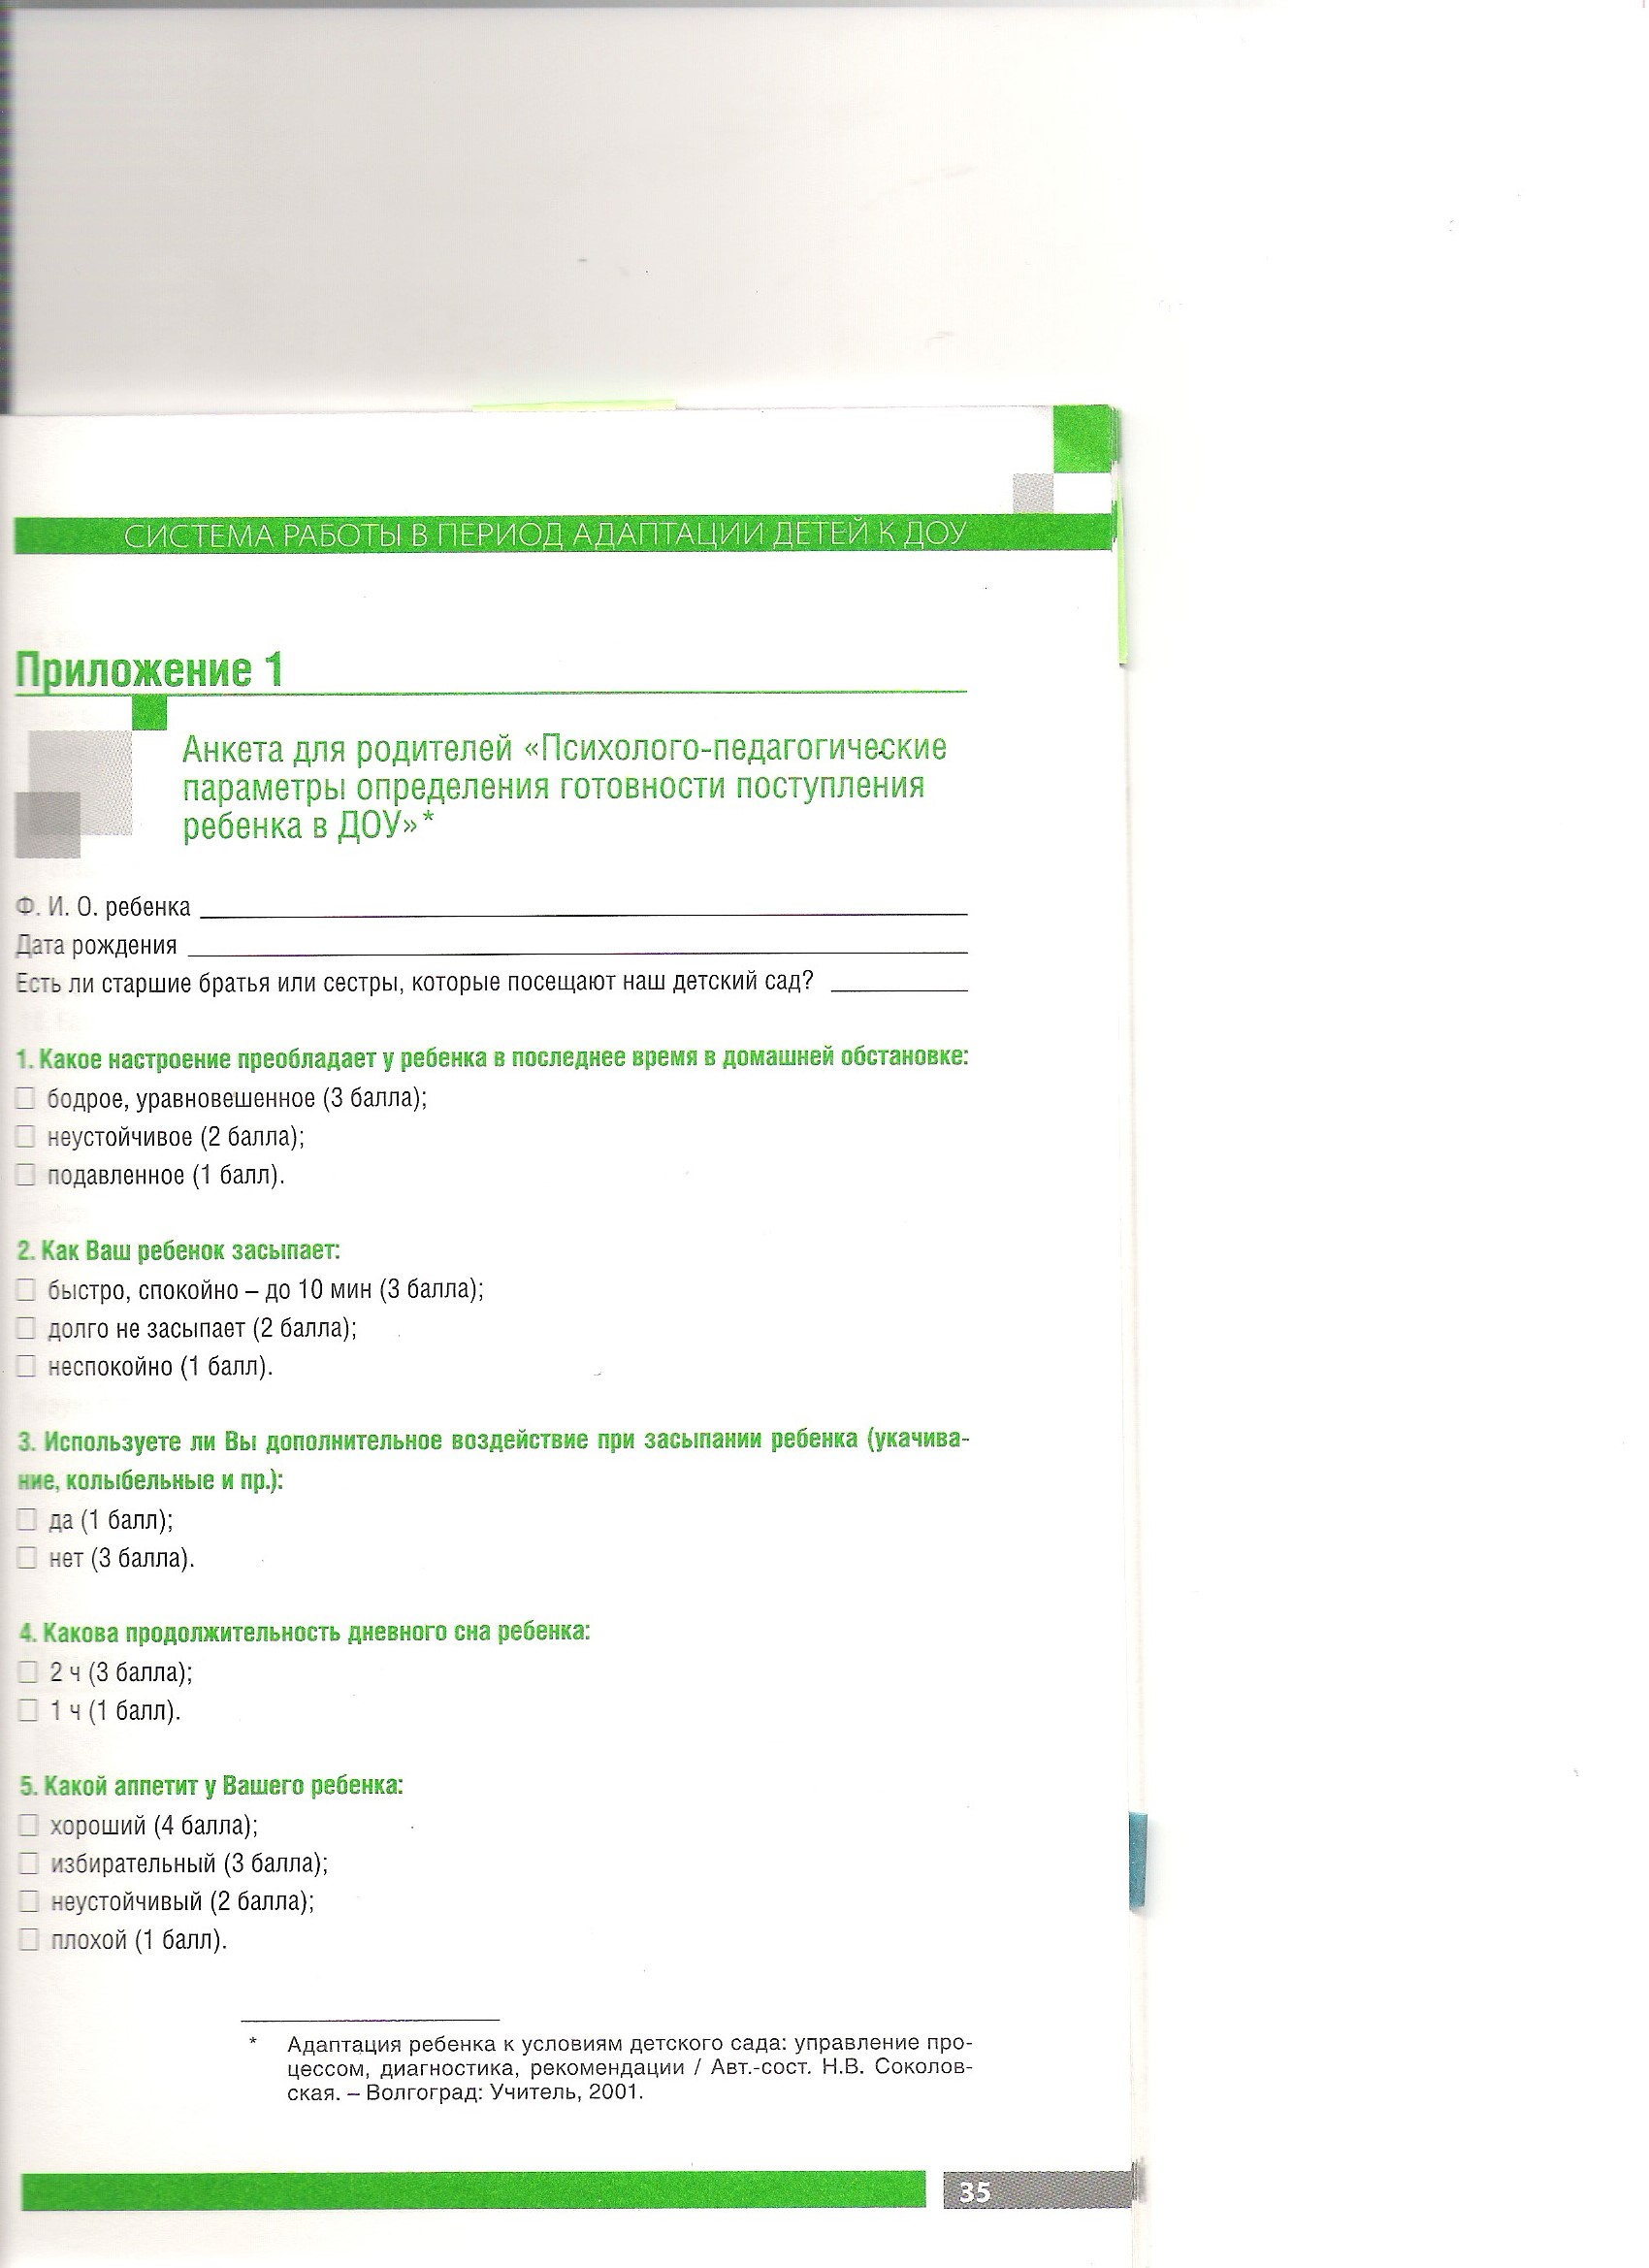 СИСТЕМА РАБОТЫ В ПЕРИОД АДАПТАЦИИ ДЕТЕЙ К ДОУ
Приложение 1
Анкета для родителей «Психолого-педагогические
параметры определения готовности поступления
ребенка в ДОУ»*
Ф. И. О. ребенка
Дата рождения
Есть ли старшие братья или сестры, которые посещают наш детский сад?
1. Какое настроение преобладает у ребенка в последнее время в домашней обстановке:
бодрое, уравновешенное (3 балла);
неустойчивое (2 балла);
подавленное (1 балл).
2. Как Ваш ребенок засыпает:
быстро, спокойно – до 10 мин (3 балла);
долго не засыпает (2 балла);
неспокойно (1 балл).
3. Используете ли Вы дополнительное воздействие при засыпании ребенка (укачива-
ние, колыбельные и пр.):
да (1 балл);
нет (3 балла).
4. Какова продолжительность дневного сна ребенка:
2 ч (3 балла);
1 ч (1 балл).
5. Какой аппетит у Вашего ребенка:
хороший (4 балла);
избирательный (3 балла);
неустойчивый (2 балла);
плохой (1 балл).
* Адаптация ребенка к условиям детского сада: управление про-
цессом, диагностика, рекомендации / Авт.-сост. Н.В. Соколов-
ская. – Волгоград: Учитель, 2001.
35